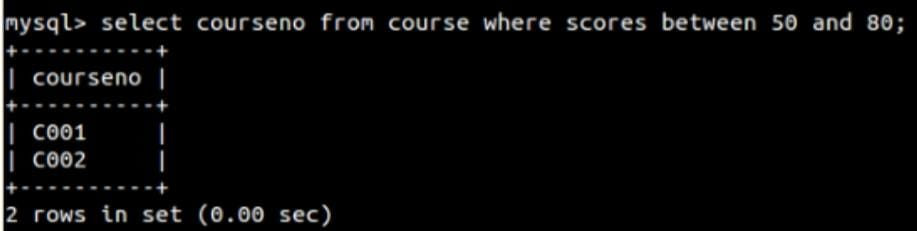 mysql> select courseno from course where scores between 50 and 80;
+----------+
| courseno |
+----------+
| C001     |
| C002     |
+----------+
2 rows in set (0.00 sec)